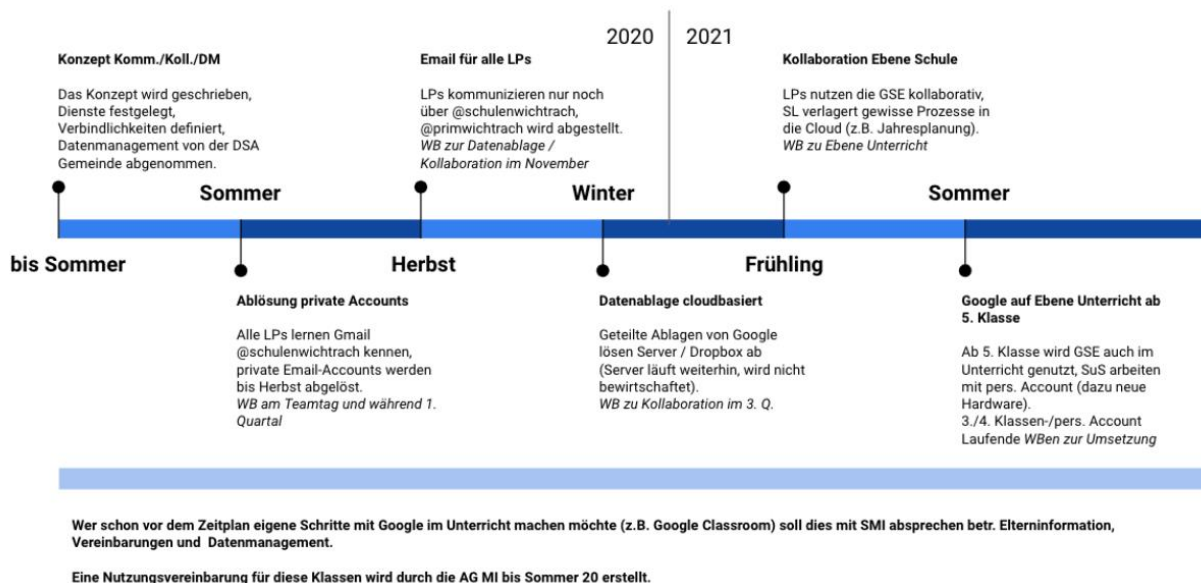 2020 2021
Konzept Komm./Koll./DM
Das Konzept wird geschrieben,
Dienste festgelegt,
Verbindlichkeiten definiert,
Datenmanagement von der DSA
Gemeinde abgenommen.
Email für alle LPs
LPs kommunizieren nur noch
über @schulenwichtrach,
@primwichtrach wird abgestellt.
WB zur Datenablage /
Kollaboration im November
Kollaboration Ebene Schule
LPs nutzen die GSE kollaborativ,
SL verlagert gewisse Prozesse in
die Cloud (z.B. Jahresplanung).
WB zu Ebene Unterricht
Sommer
Winter
Sommer
bis Sommer
Herbst
Frühling
Ablösung private Accounts
Alle LPs lernen Gmail
@schulenwichtrach kennen,
private Email-Accounts werden
bis Herbst abgelöst.
WB am Teamtag und während 1.
Quartal
Datenablage cloudbasiert
Geteilte Ablagen von Google
lösen Server / Dropbox ab
(Server läuft weiterhin, wird nicht
bewirtschaftet).
WB zu Kollaboration im 3. Q.
Google auf Ebene Unterricht ab
5. Klasse
Ab 5. Klasse wird GSE auch im
Unterricht genutzt, SuS arbeiten
mit pers. Account (dazu neue
Hardware).
3./4. Klassen-/pers. Account
Laufende WBen zur Umsetzung
Wer schon vor dem Zeitplan eigene Schritte mit Google im Unterricht machen möchte (z.B. Google Classroom) soll dies mit SMI absprechen betr. Elterninformation,
Vereinbarungen und Datenmanagement.
Eine Nutzungsvereinbarung für diese Klassen wird durch die AG MI bis Sommer 20 erstellt.